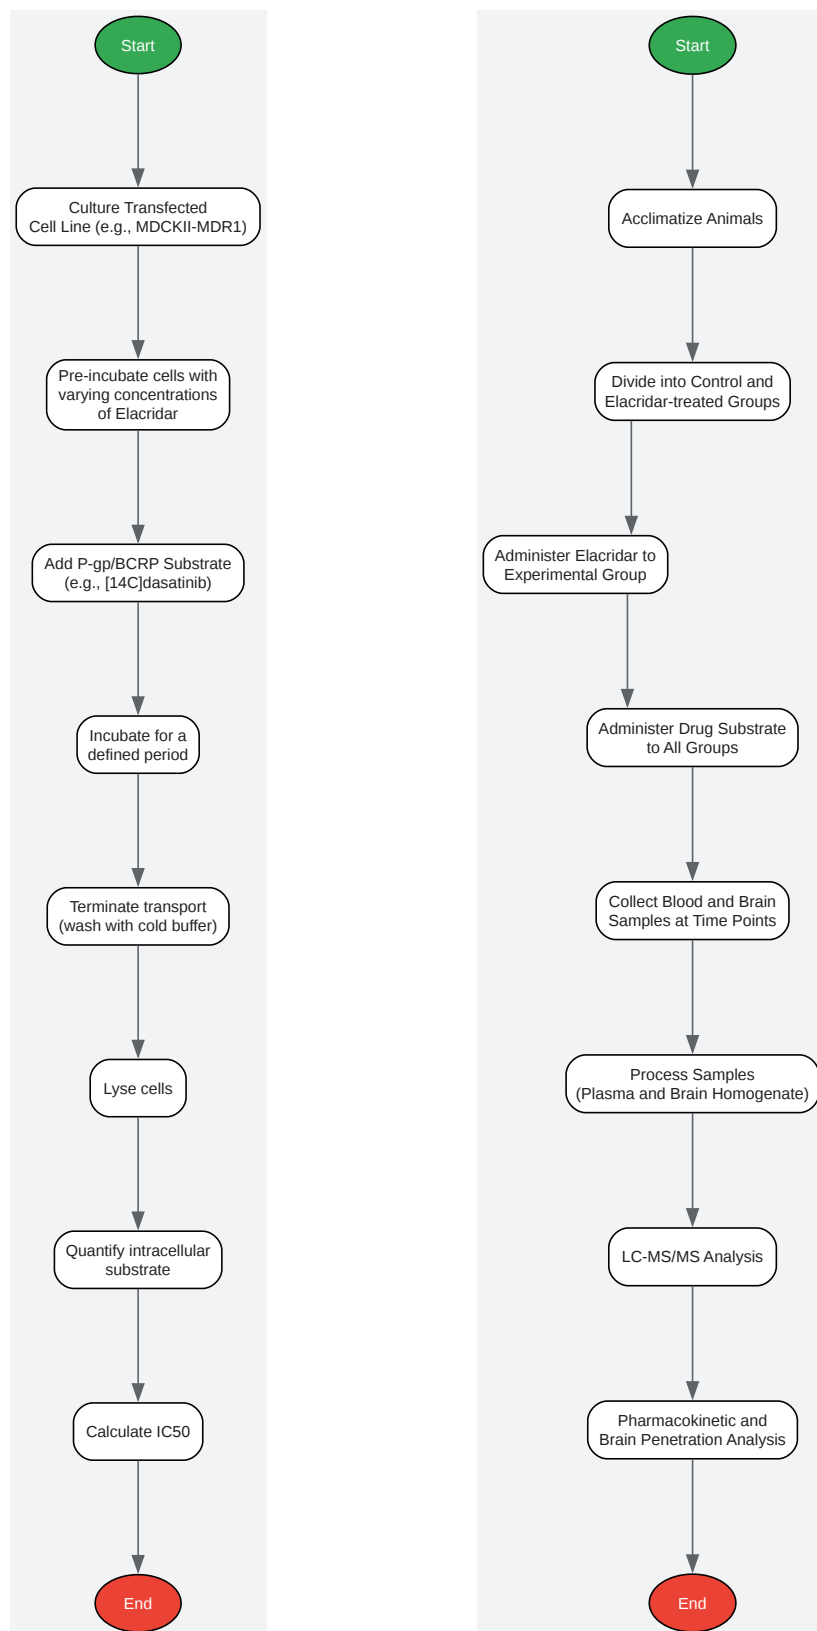 Start
Culture Transfected
Cell Line (e.g., MDCKII-MDR1)
Pre-incubate cells with
varying concentrations
of Elacridar
Add P-gp/BCRP Substrate
(e.g., [14C]dasatinib)
Incubate for a
defined period
Terminate transport
(wash with cold buffer)
Lyse cells
Quantify intracellular
substrate
Calculate IC50
End
Start
Acclimatize Animals
Divide into Control and
Elacridar-treated Groups
Administer Elacridar to
Experimental Group
Administer Drug Substrate
to All Groups
Collect Blood and Brain
Samples at Time Points
Process Samples
(Plasma and Brain Homogenate)
LC-MS/MS Analysis
Pharmacokinetic and
Brain Penetration Analysis
End